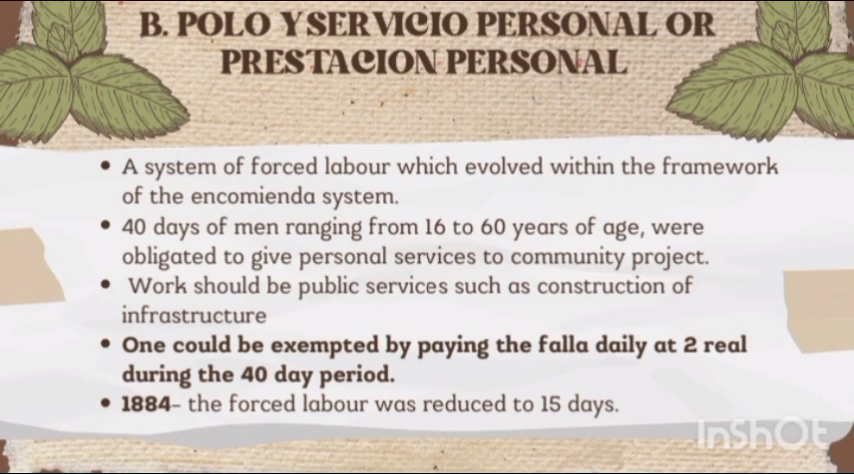 B. POLO Y SERVICIO PERSONAL OR
PRESTACION PERSONAL
• A system of forced labour which evolved within the framework
of the encomienda system.
• 40 days of men ranging from 16 to 60 years of age, were
obligated to give personal services to community project.
• Work should be public services such as construction of
infrastructure
• One could be exempted by paying the falla daily at 2 real
during the 40 day period.
• 1884- the forced labour was reduced to 15 days.
InShOt